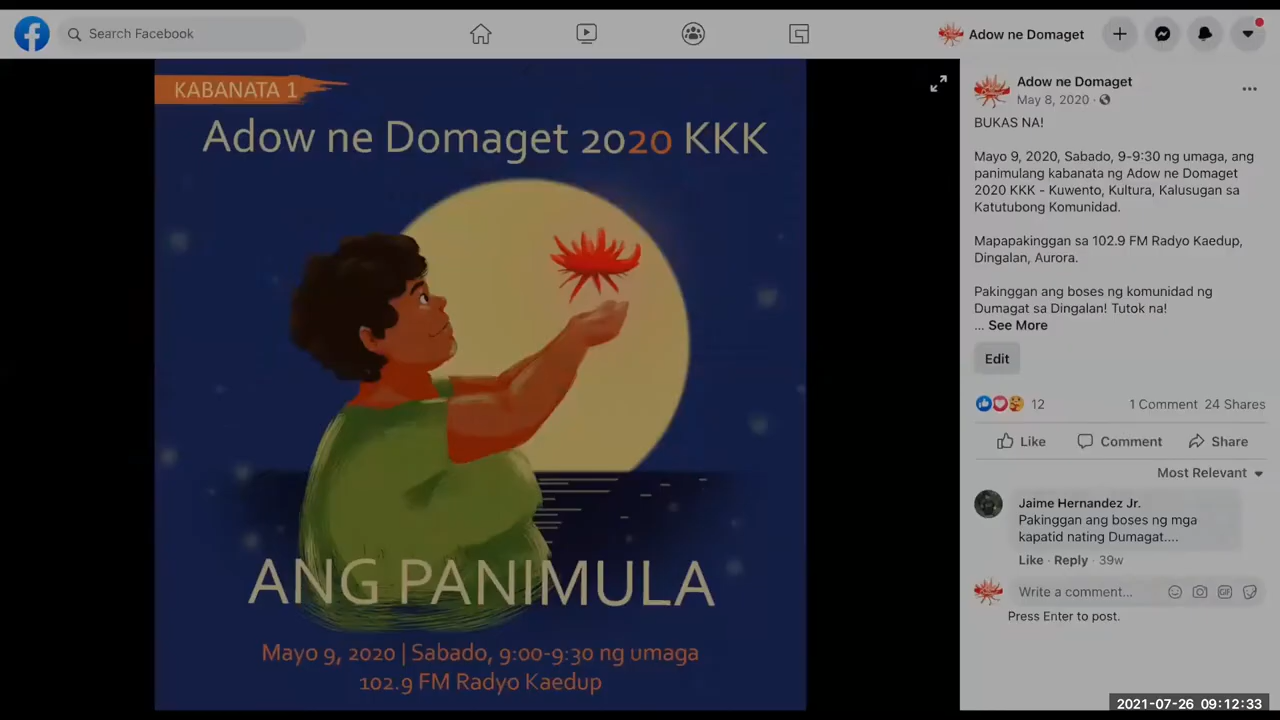 Search Facebook
Adow ne Domaget
KABANATA 1
Adow ne Domaget 2020 KKK
ANG PANIMULA
Mayo 9, 2020 | Sabado, 9:00-9:30 ng umaga
102.9 FM Radyo Kaedup
Adow ne Domaget
May 8, 2020 ·
BUKAS NA!
Mayo 9, 2020, Sabado, 9-9:30 ng umaga, ang
panimulang kabanata ng Adow ne Domaget
2020 KKK - Kuwento, Kultura, Kalusugan sa
Katutubong Komunidad.
Mapapakinggan sa 102.9 FM Radyo Kaedup,
Dingalan, Aurora.
Pakinggan ang boses ng komunidad ng
Dumagat sa Dingalan! Tutok na!
... See More
Edit
12
1 Comment 24 Shares
Like Comment Share
Most Relevant
Jaime Hernandez Jr.
Pakinggan ang boses ng mga
kapatid nating Dumagat....
Like · Reply · 39w
Write a comment...
GIF
Press Enter to post.
2021-07-26 09:12:33